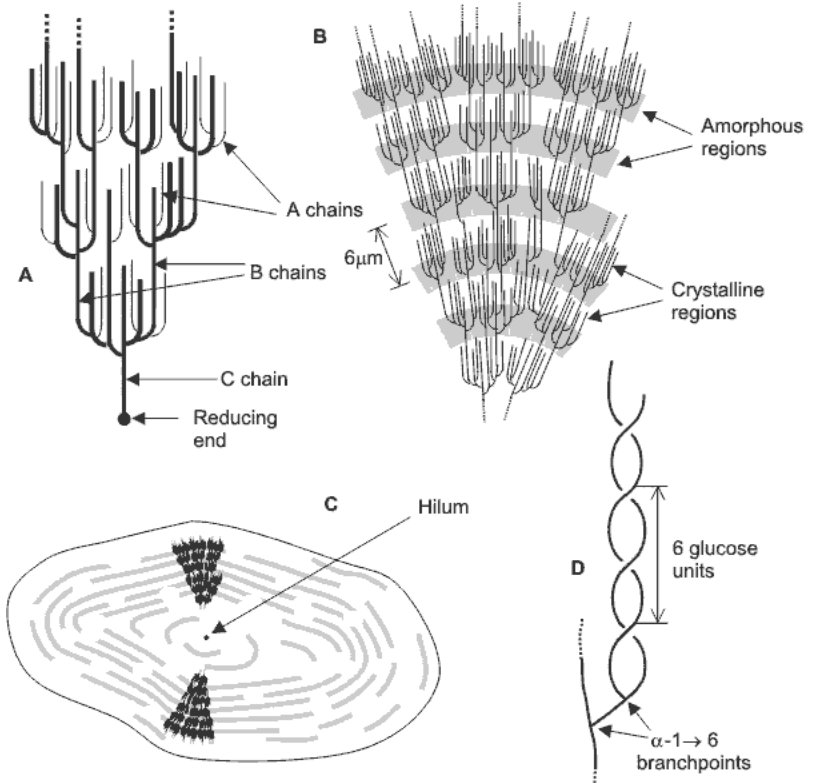 A
A chains
B chains
C chain
Reducing
end
B
Amorphous
regions
6μm
Crystalline
regions
C
Hilum
D
6 glucose
units
α-1→ 6
branchpoints